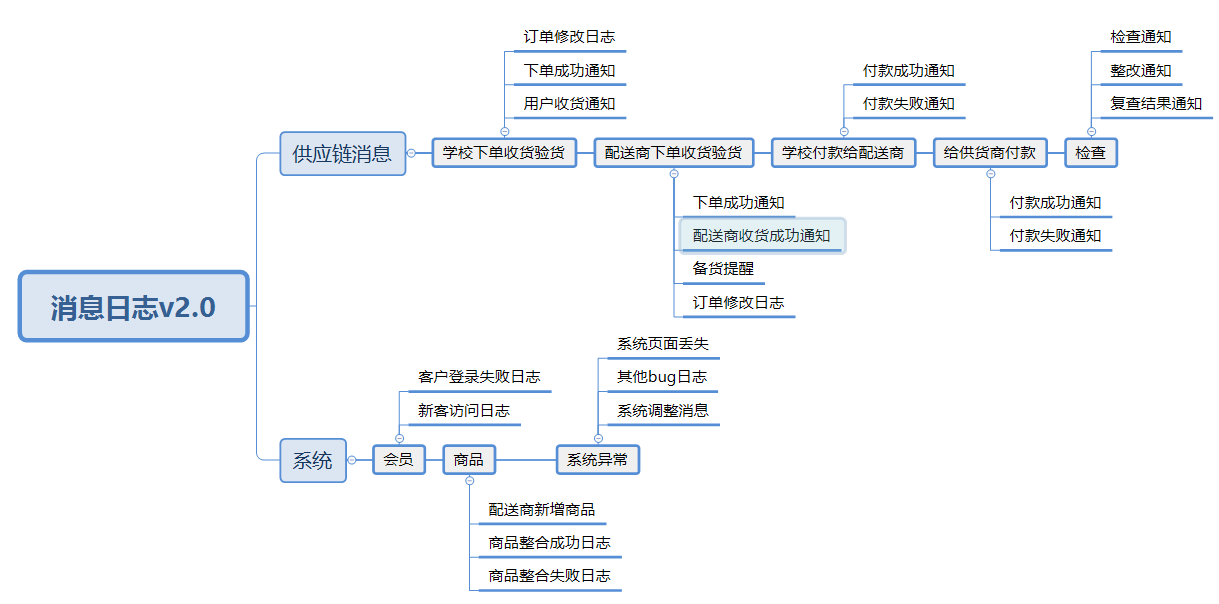 消息日志v2.0
供应链消息
学校下单收货验货
订单修改日志
下单成功通知
用户收货通知
配送商下单收货验货
下单成功通知
配送商收货成功通知
备货提醒
订单修改日志
学校付款给配送商
付款成功通知
付款失败通知
给供货商付款
付款成功通知
付款失败通知
检查
检查通知
整改通知
复查结果通知
系统
会员
客户登录失败日志
新客访问日志
商品
配送商新增商品
商品整合成功日志
商品整合失败日志
系统异常
系统页面丢失
其他bug日志
系统调整消息